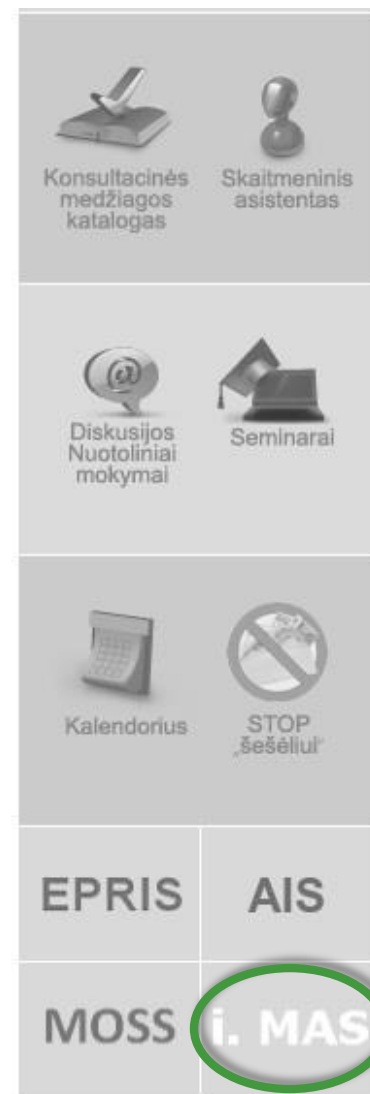 Konsultacinės
medžiagos
katalogas
Skaitmeninis
asistentas
Diskusijos
Nuotoliniai
mokymai
Seminarai
Kalendorius
STOP
„šešėliui“
EPRIS
AIS
MOSS
i. MAS